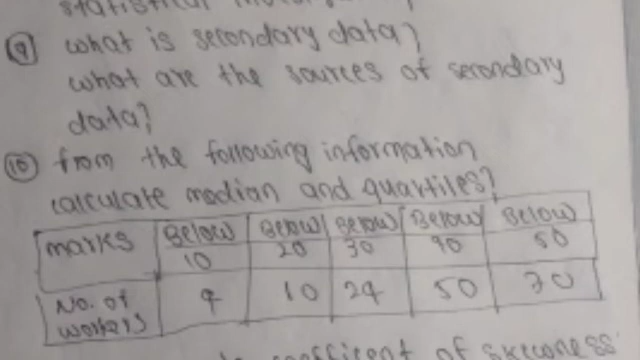 statistical
(9) what is secondary data?
what are the sources of secondary
data?
(10) from the following information
calculate median and quartiles?
marks Below 10 Below 20 Below 30 Below 40 Below 50
No. of workers 4 10 24 50 70
coefficient of skewness